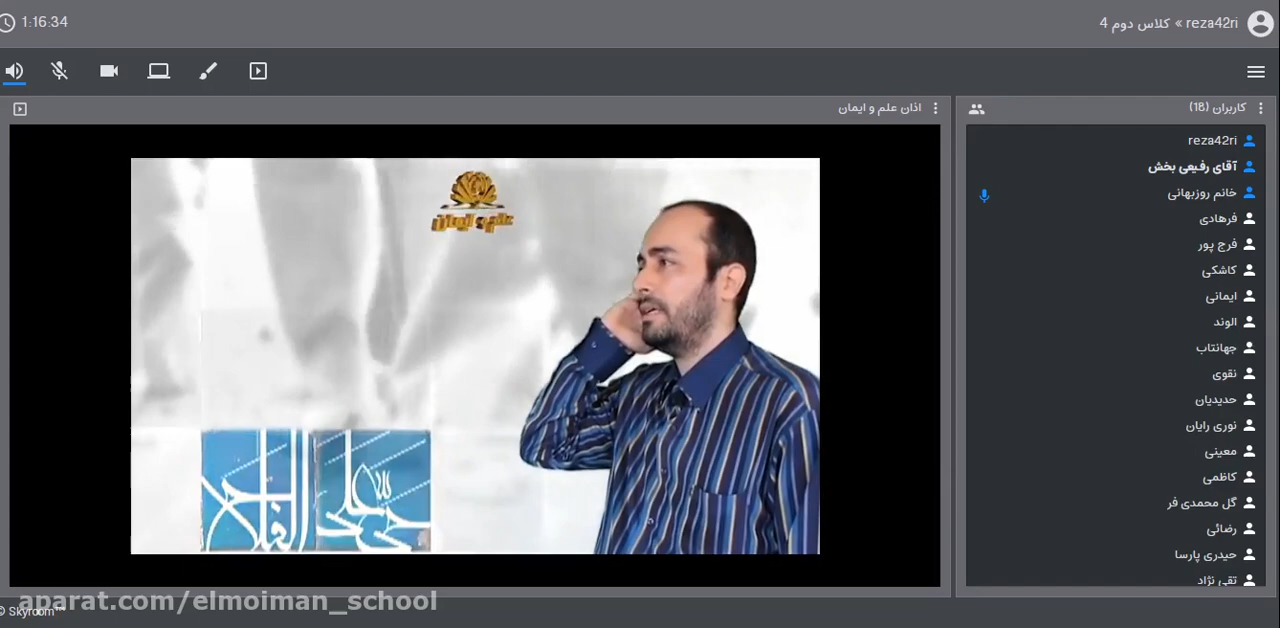 1:16:34
reza42ri » کلاس دوم 4
اذان علم و ایمان
کاربران (18)
reza42ri
آقای رفیعی بخش
خانم روزبهانی
فرهادی
فرج پور
کاشکی
ایمانی
الوند
جهانتاب
نقوی
حدیدیان
نوری رایان
معینی
کاظمی
گل محمدی فر
رضائی
حیدری پارسا
تقی نژاد
علم و ایمان
حی علی
الفلاح
aparat.com/elmoiman_school
© Skyroom™